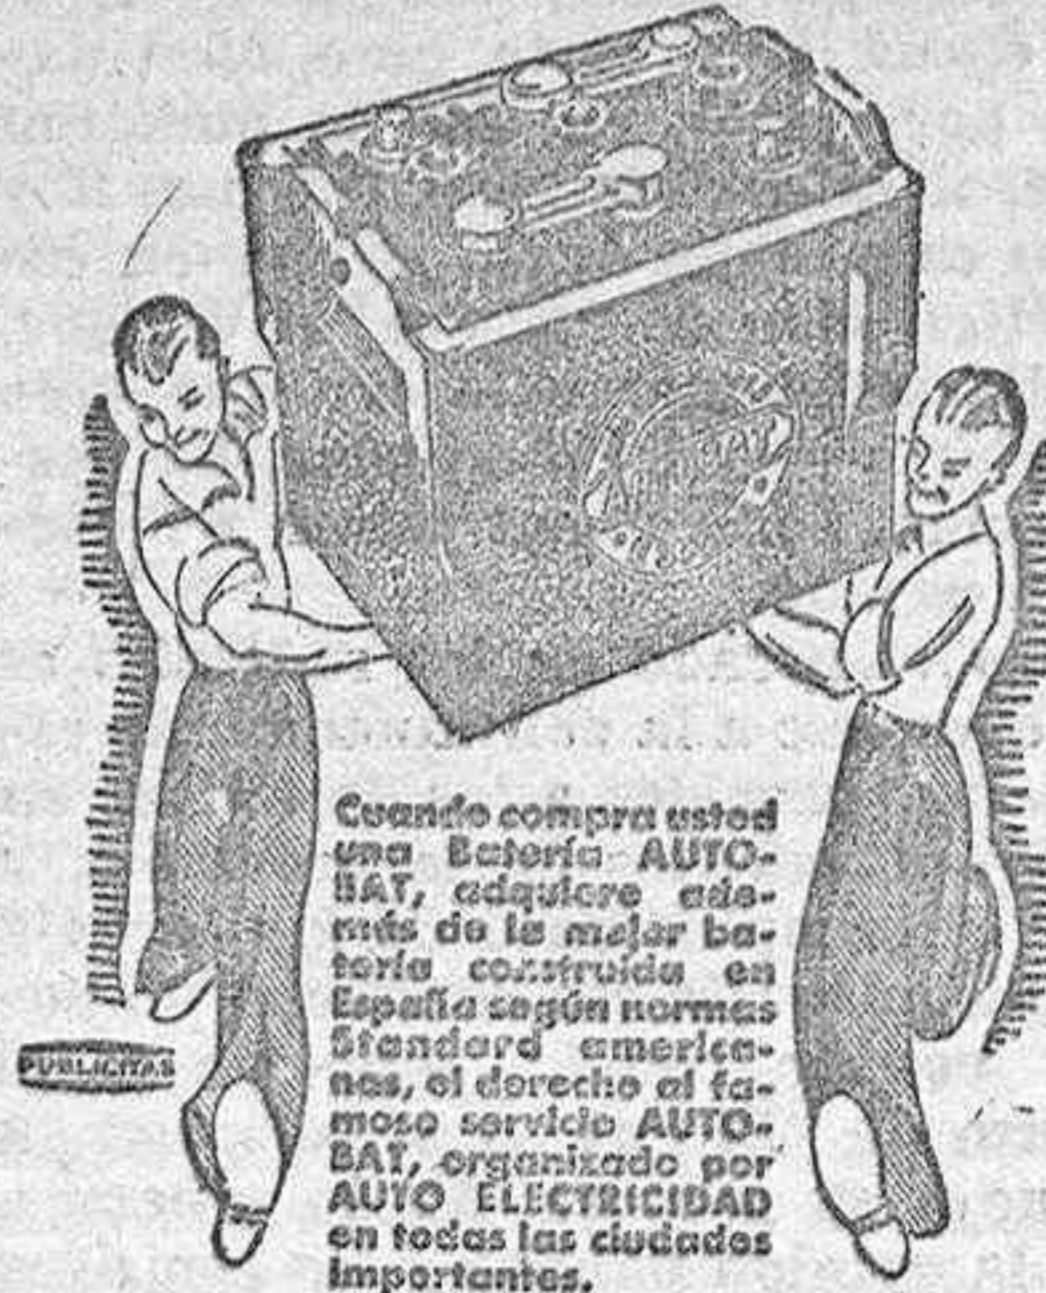 AUTOBAT
Cuando compra usted
una Batería AUTO-
BAT, adquiere ade-
más de la mejor ba-
tería construída en
España según normas
Standard america-
nas, el derecho al fa-
moso servicio AUTO-
BAT, organizado por
AUTO ELECTRICIDAD
en todas las ciudades
importantes.
PUBLICITAS